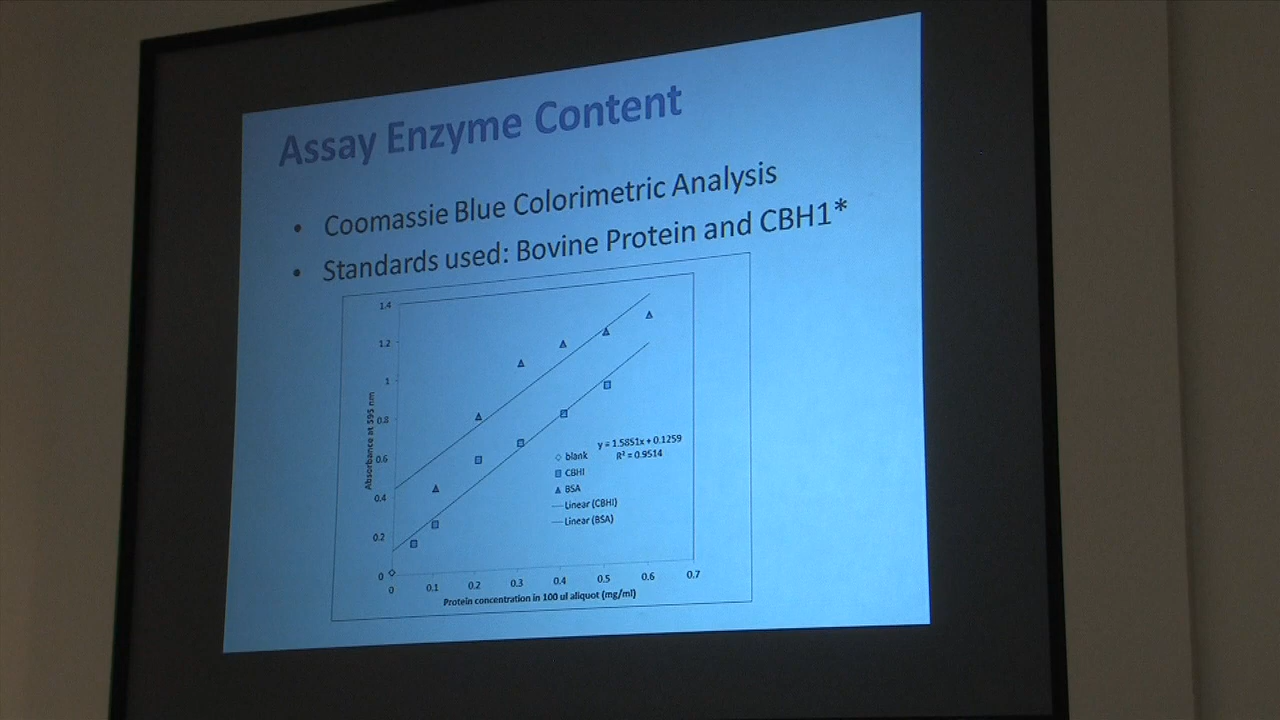 Assay Enzyme Content
• Coomassie Blue Colorimetric Analysis
• Standards used: Bovine Protein and CBH1*
1.4
1.2
1
0.8
0.6
0.4
0.2
0
Absorbance at 595 nm
y = 1.5851x + 0.1259
R² = 0.9514
blank
CBHI
BSA
Linear (CBHI)
Linear (BSA)
0 0.1 0.2 0.3 0.4 0.5 0.6 0.7
Protein concentration in 100 ul aliquot (mg/ml)